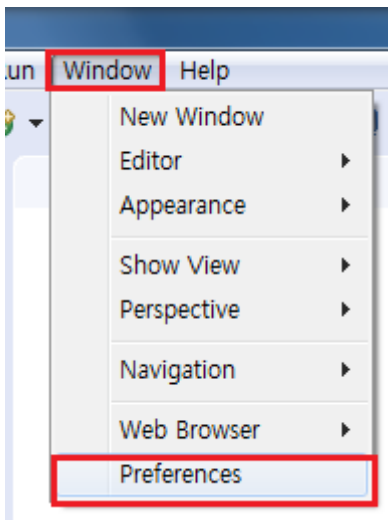 un Window Help
New Window
Editor
Appearance
Show View
Perspective
Navigation
Web Browser
Preferences